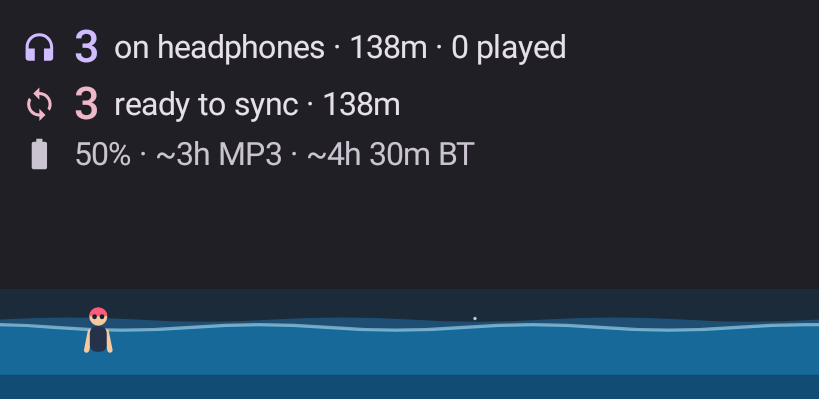 3 on headphones · 138m · 0 played
3 ready to sync · 138m
50% · ~3h MP3 · ~4h 30m BT